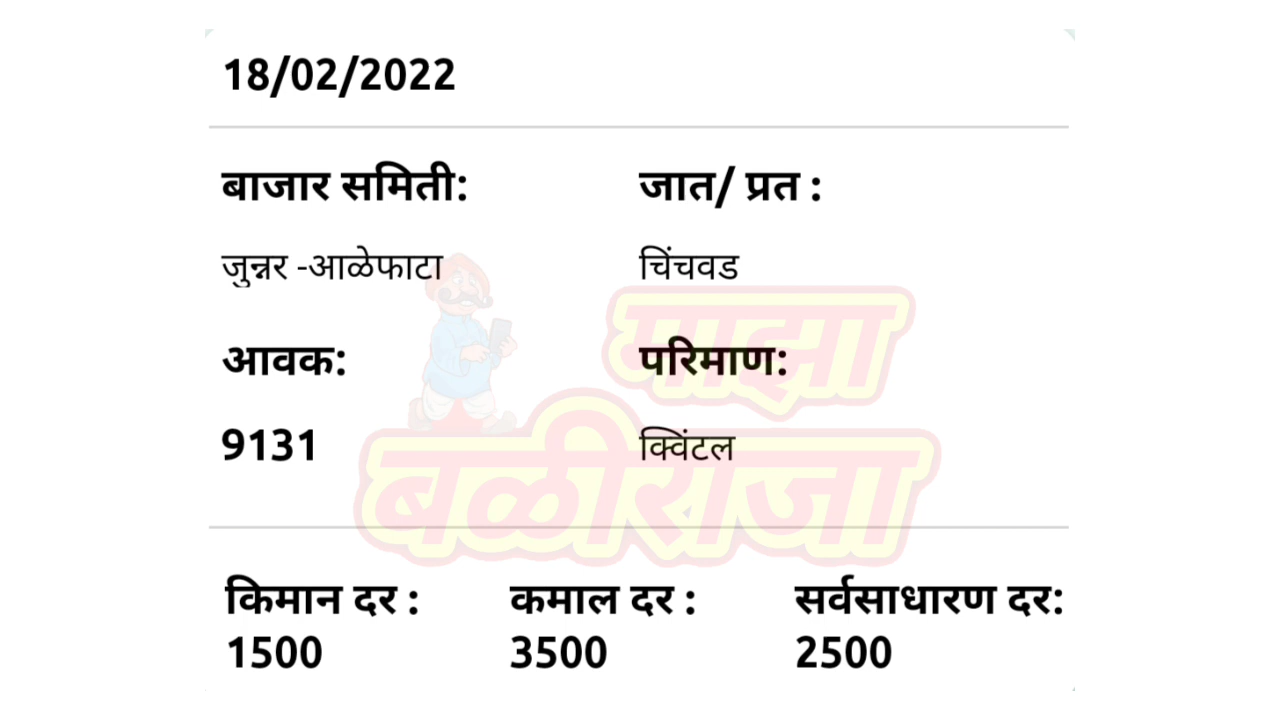 18/02/2022
बाजार समिती: जात/ प्रत :
जुन्नर -आळेफाटा चिंचवड
माझा
आवक: परिमाण:
9131 क्विंटल
बळीराजा
किमान दर : कमाल दर : सर्वसाधारण दर:
1500 3500 2500